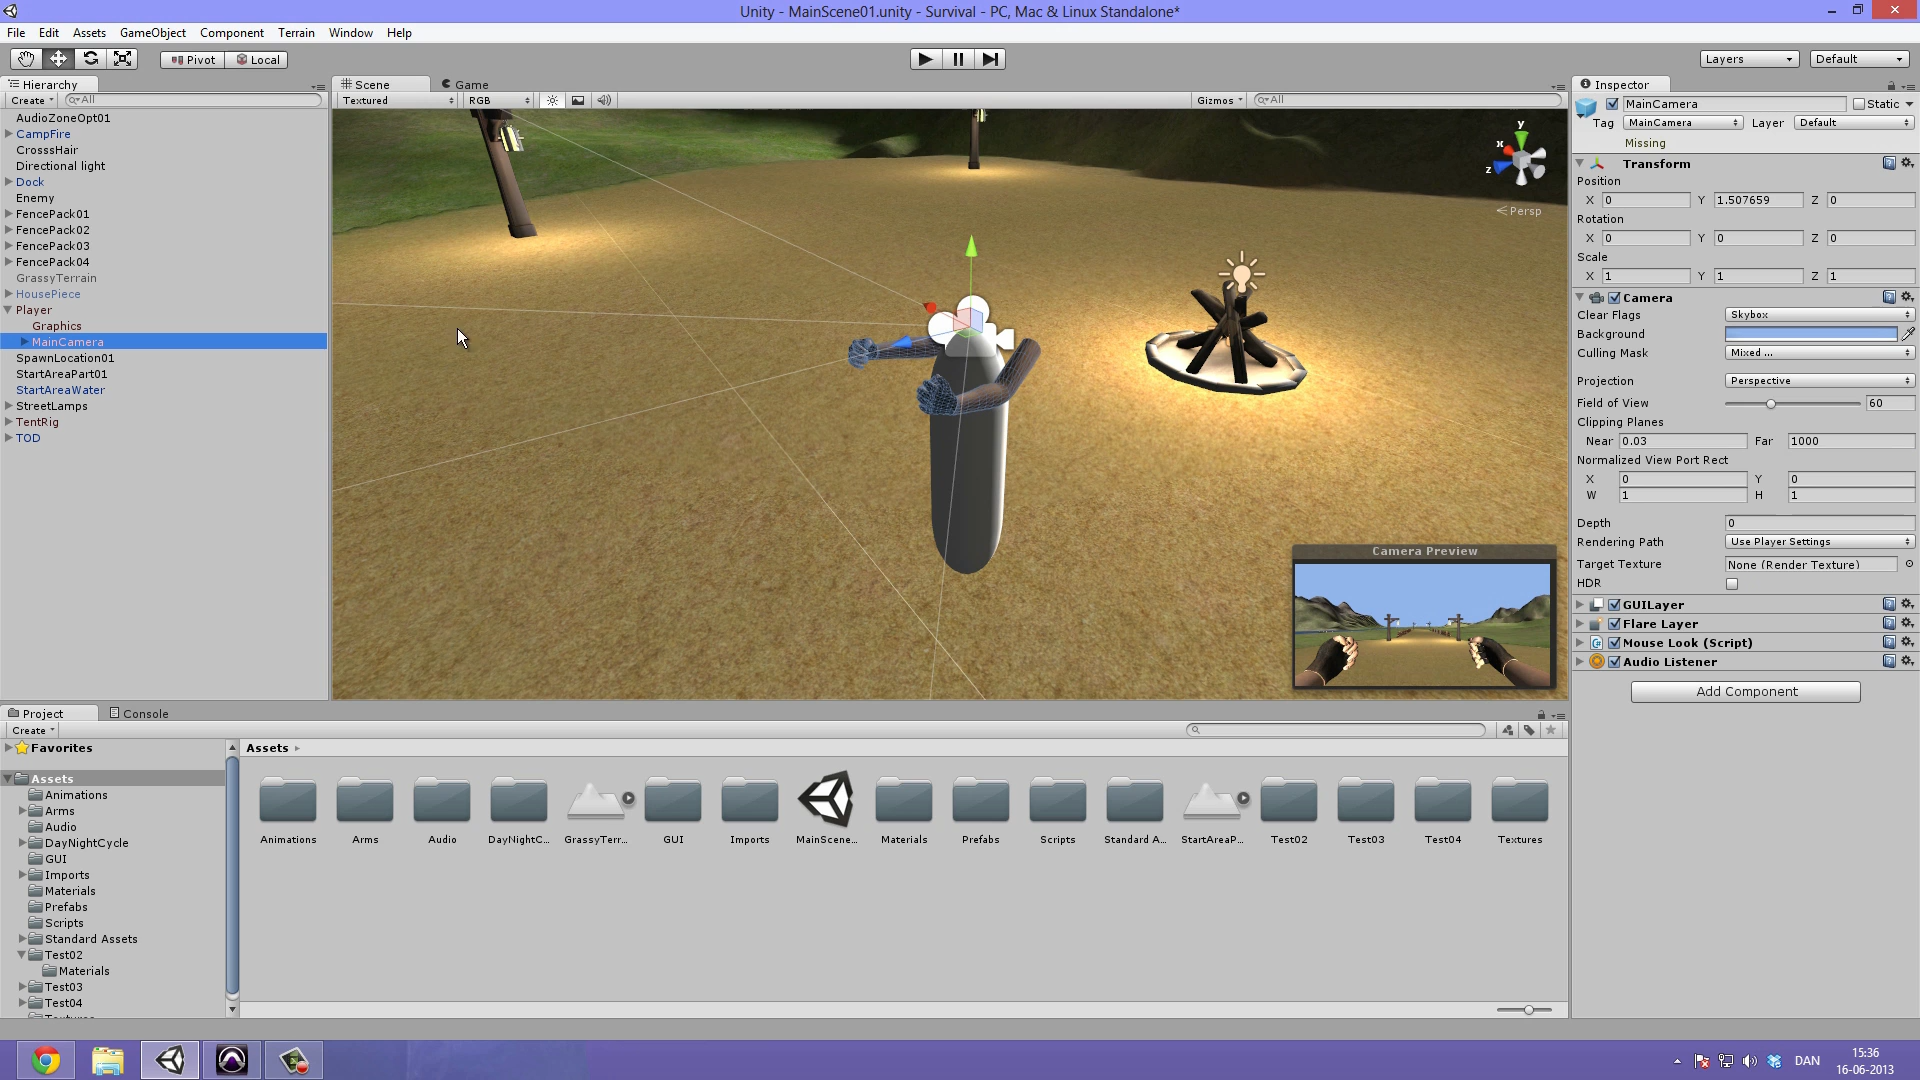 Unity - MainScene01.unity - Survival - PC, Mac & Linux Standalone*
File Edit Assets GameObject Component Terrain Window Help
Pivot Local Layers Default
Hierarchy
Create All
AudioZoneOpt01
CampFire
CrosssHair
Directional light
Dock
Enemy
FencePack01
FencePack02
FencePack03
FencePack04
GrassyTerrain
HousePiece
Player
Graphics
MainCamera
SpawnLocation01
StartAreaPart01
StartAreaWater
StreetLamps
TentRig
TOD
Scene Game
Textured RGB Gizmos All
y
x
z
Persp
Camera Preview
Inspector
MainCamera Static
Tag MainCamera Layer Default
Missing
Transform
Position
X 0 Y 1.507659 Z 0
Rotation
X 0 Y 0 Z 0
Scale
X 1 Y 1 Z 1
Camera
Clear Flags Skybox
Background
Culling Mask Mixed ...
Projection Perspective
Field of View 60
Clipping Planes
Near 0.03 Far 1000
Normalized View Port Rect
X 0 Y 0
W 1 H 1
Depth 0
Rendering Path Use Player Settings
Target Texture None (Render Texture)
HDR
GUILayer
Flare Layer
Mouse Look (Script)
Audio Listener
Add Component
Project Console
Create
Favorites
Assets
Animations
Arms
Audio
DayNightCycle
GUI
Imports
Materials
Prefabs
Scripts
Standard Assets
Test02
Materials
Test03
Test04
Textures
Assets
Animations Arms Audio DayNightC... GrassyTerr... GUI Imports MainScene... Materials Prefabs Scripts Standard A... StartAreaP... Test02 Test03 Test04 Textures
DAN
15:36
16-06-2013